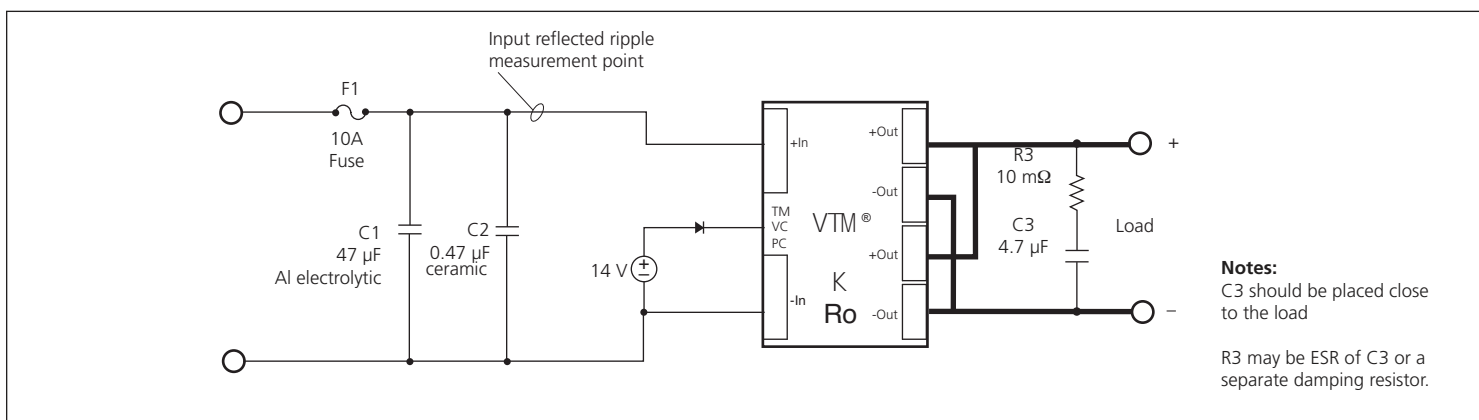 Input reflected ripple
measurement point
F1
10A
Fuse
C1
47 µF
Al electrolytic
C2
0.47 µF
ceramic
14 V
+In
TM
VC
PC
-In
VTM®
K
Ro
+Out
-Out
+Out
-Out
R3
10 mΩ
C3
4.7 µF
Load
+
–
Notes:
C3 should be placed close
to the load
R3 may be ESR of C3 or a
separate damping resistor.